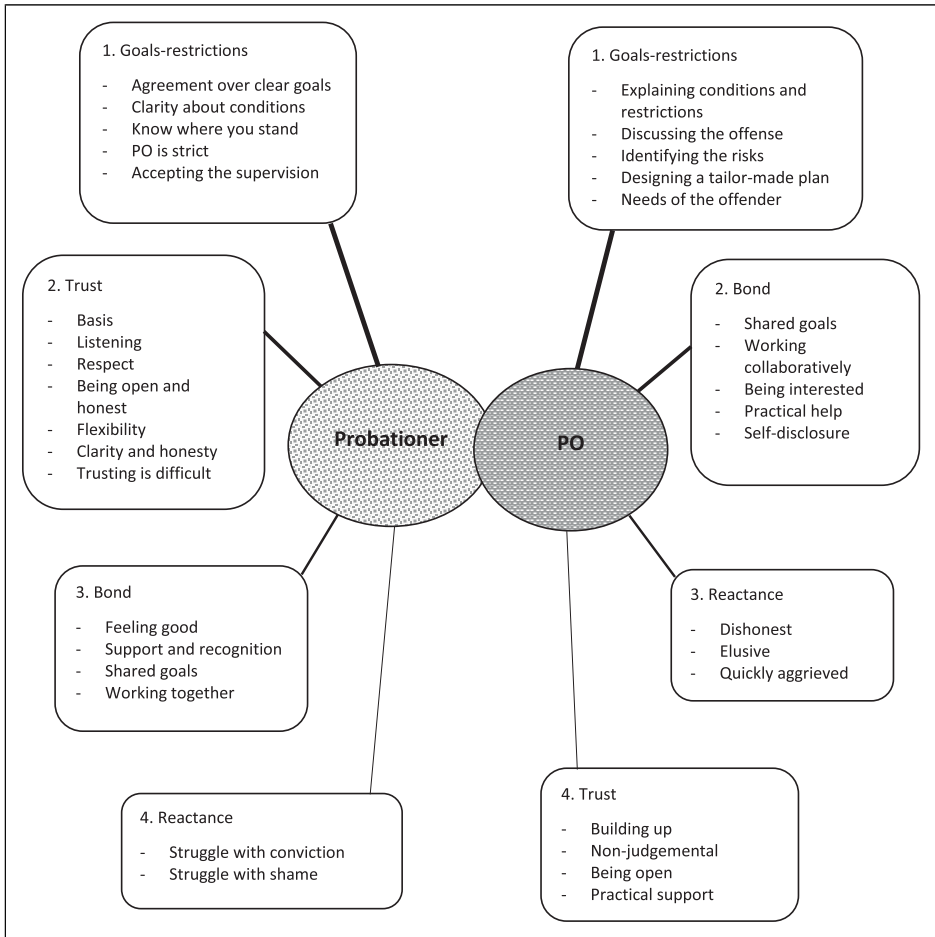 1. Goals-restrictions
- Agreement over clear goals
- Clarity about conditions
- Know where you stand
- PO is strict
- Accepting the supervision
1. Goals-restrictions
- Explaining conditions and
restrictions
- Discussing the offense
- Identifying the risks
- Designing a tailor-made plan
- Needs of the offender
2. Trust
- Basis
- Listening
- Respect
- Being open and
honest
- Flexibility
- Clarity and honesty
- Trusting is difficult
2. Bond
- Shared goals
- Working
collaboratively
- Being interested
- Practical help
- Self-disclosure
Probationer
PO
3. Bond
- Feeling good
- Support and recognition
- Shared goals
- Working together
3. Reactance
- Dishonest
- Elusive
- Quickly aggrieved
4. Reactance
- Struggle with conviction
- Struggle with shame
4. Trust
- Building up
- Non-judgemental
- Being open
- Practical support